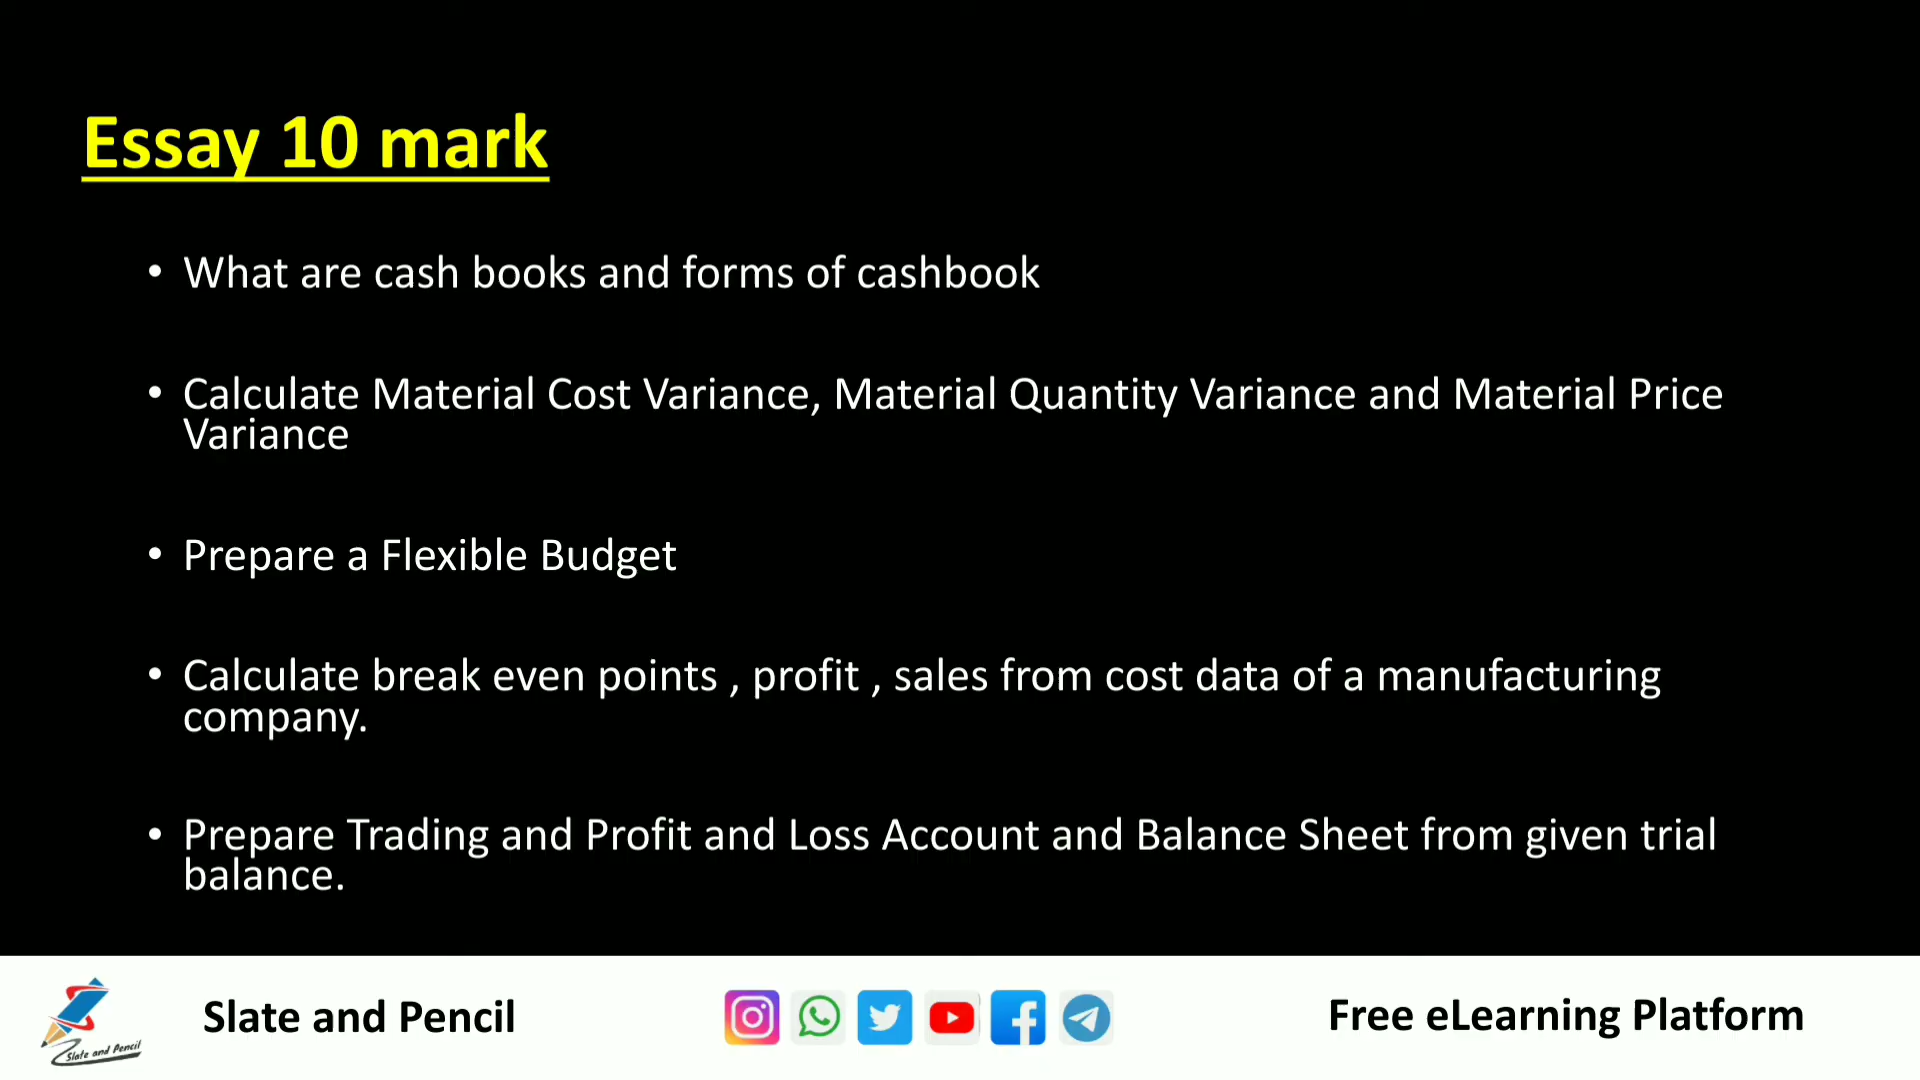 Essay 10 mark
• What are cash books and forms of cashbook
• Calculate Material Cost Variance, Material Quantity Variance and Material Price
Variance
• Prepare a Flexible Budget
• Calculate break even points , profit , sales from cost data of a manufacturing
company.
• Prepare Trading and Profit and Loss Account and Balance Sheet from given trial
balance.
Slate and Pencil
Slate and Pencil
Free eLearning Platform